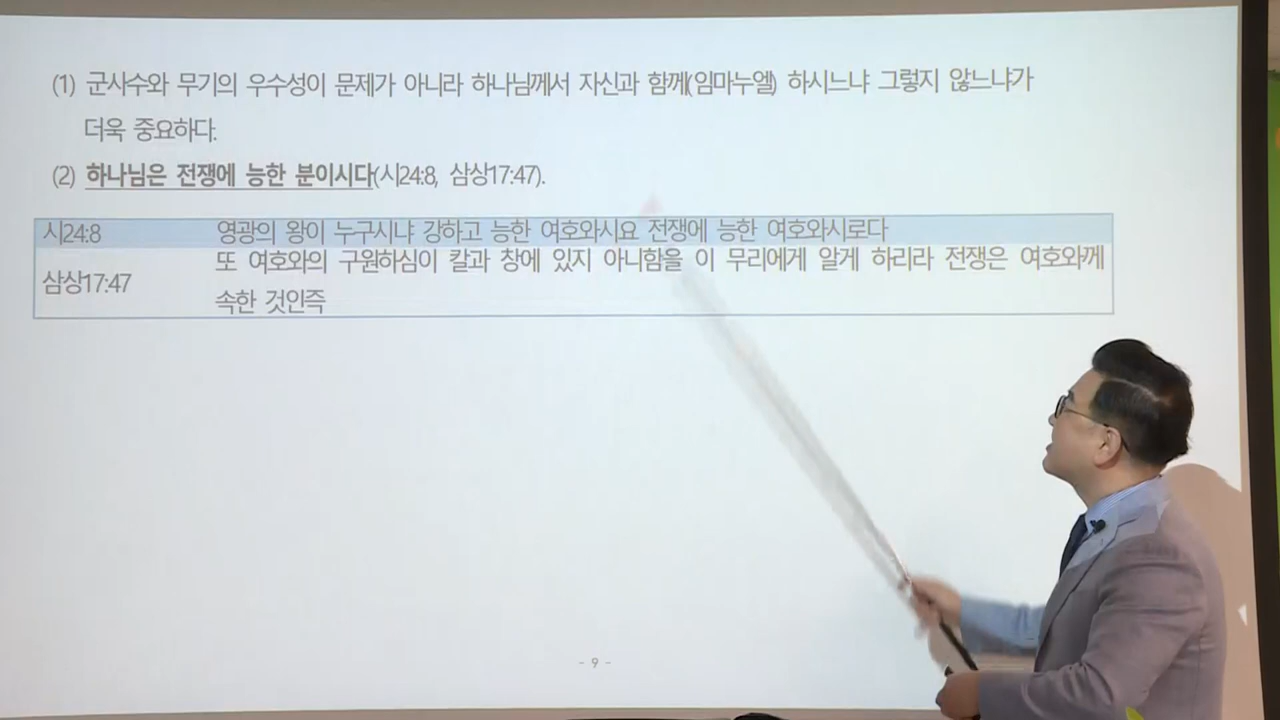 (1) 군사수와 무기의 우수성이 문제가 아니라 하나님께서 자신과 함께(임마누엘) 하시느냐 그렇지 않느냐가
더욱 중요하다.
(2) 하나님은 전쟁에 능한 분이시다(시24:8, 삼상17:47).
시24:8 영광의 왕이 누구시냐 강하고 능한 여호와시요 전쟁에 능한 여호와시로다
삼상17:47 또 여호와의 구원하심이 칼과 창에 있지 아니함을 이 무리에게 알게 하리라 전쟁은 여호와께
속한 것인즉
- 9 -